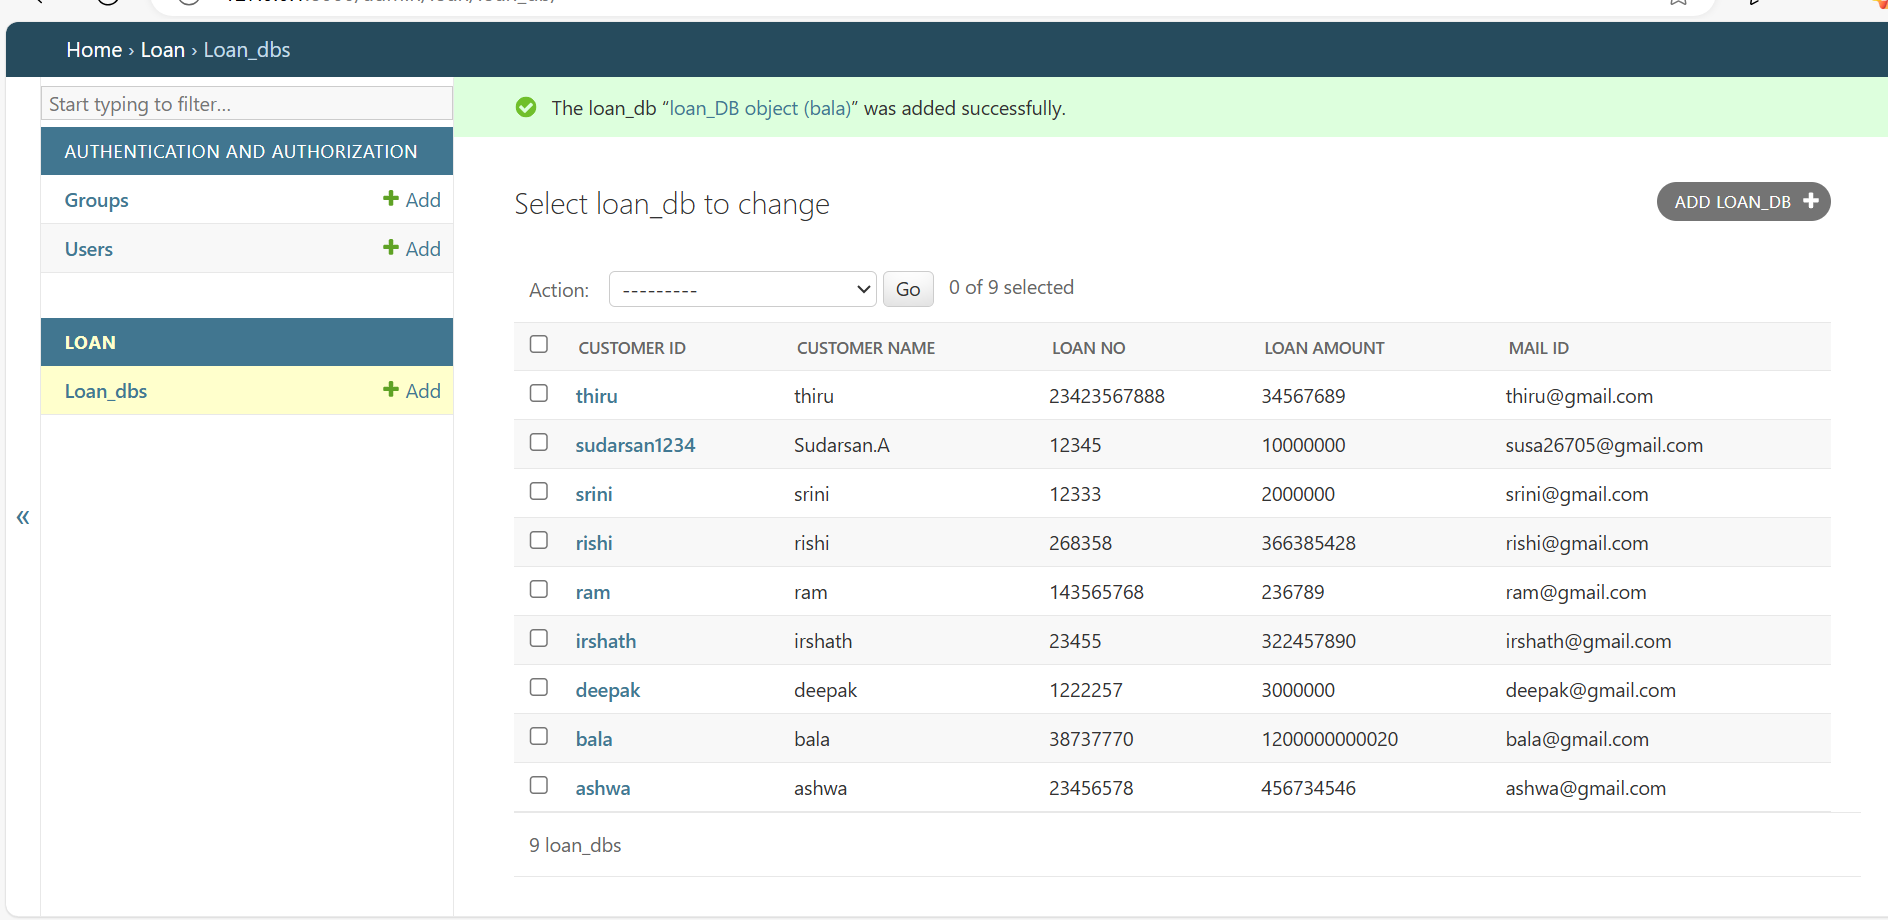 Home › Loan › Loan_dbs
Start typing to filter...
AUTHENTICATION AND AUTHORIZATION
Groups Add
Users Add
LOAN
Loan_dbs Add
«
The loan_db “loan_DB object (bala)” was added successfully.
Select loan_db to change
ADD LOAN_DB
Action: --------- Go 0 of 9 selected
CUSTOMER ID CUSTOMER NAME LOAN NO LOAN AMOUNT MAIL ID
thiru thiru 23423567888 34567689 thiru@gmail.com
sudarsan1234 Sudarsan.A 12345 10000000 susa26705@gmail.com
srini srini 12333 2000000 srini@gmail.com
rishi rishi 268358 366385428 rishi@gmail.com
ram ram 143565768 236789 ram@gmail.com
irshath irshath 23455 322457890 irshath@gmail.com
deepak deepak 1222257 3000000 deepak@gmail.com
bala bala 38737770 1200000000020 bala@gmail.com
ashwa ashwa 23456578 456734546 ashwa@gmail.com
9 loan_dbs